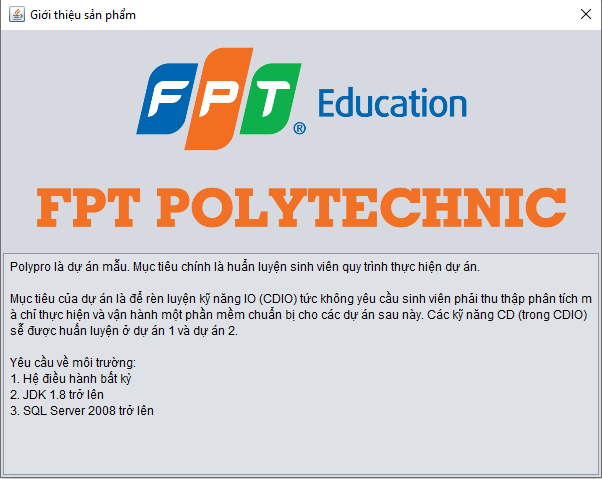 Giới thiệu sản phẩm
FPT® Education
FPT POLYTECHNIC
Polypro là dự án mẫu. Mục tiêu chính là huấn luyện sinh viên quy trình thực hiện dự án.
Mục tiêu của dự án là để rèn luyện kỹ năng IO (CDIO) tức không yêu cầu sinh viên phải thu thập phân tích m
à chỉ thực hiện và vận hành một phần mềm chuẩn bị cho các dự án sau này. Các kỹ năng CD (trong CDIO)
sẽ được huấn luyện ở dự án 1 và dự án 2.
Yêu cầu về môi trường:
1. Hệ điều hành bất kỳ
2. JDK 1.8 trở lên
3. SQL Server 2008 trở lên